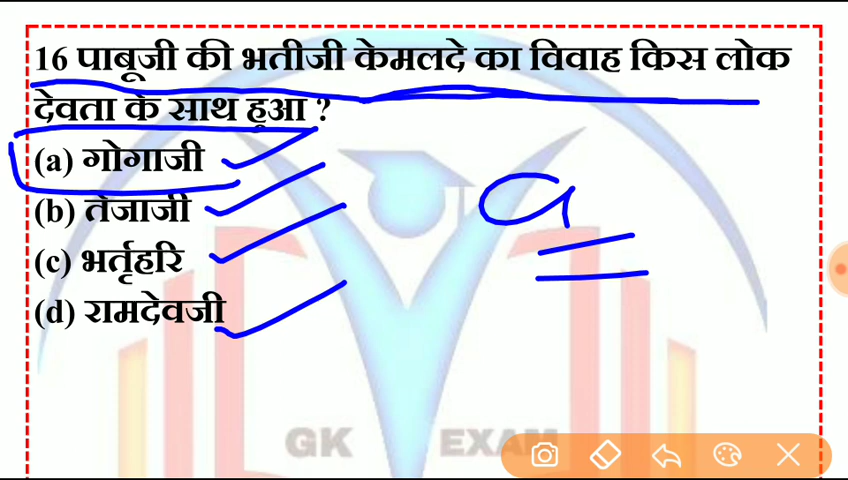 16 पाबूजी की भतीजी केमलदे का विवाह किस लोक
देवता के साथ हुआ ?
(a) गोगाजी
(b) तेजाजी
a
(c) भर्तृहरि
(d) रामदेवजी
GK EXAM